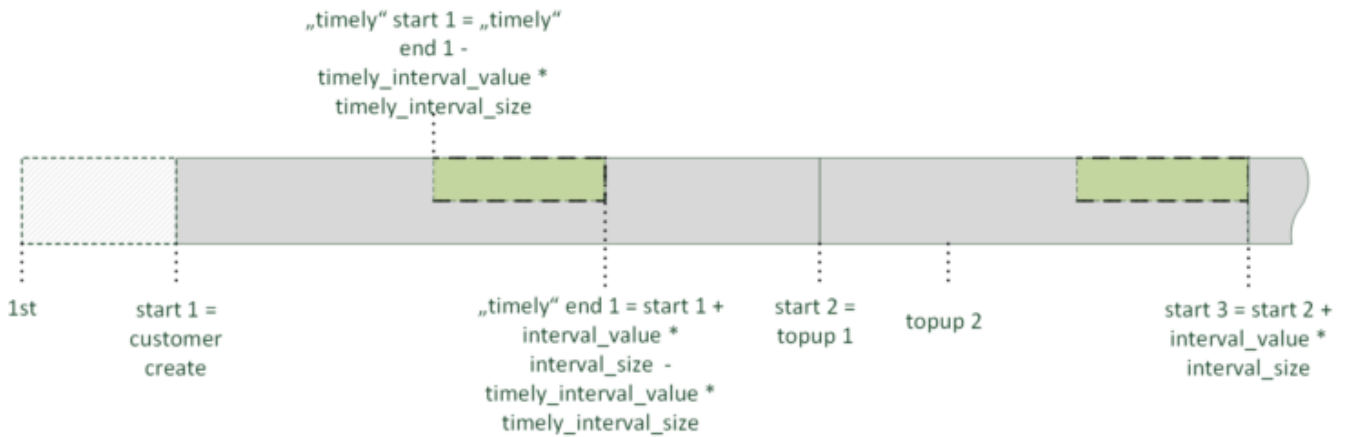 „timely“ start 1 = „timely“
end 1 -
timely_interval_value *
timely_interval_size
1st
start 1 =
customer
create
„timely“ end 1 = start 1 +
interval_value *
interval_size -
timely_interval_value *
timely_interval_size
start 2 =
topup 1
topup 2
start 3 = start 2 +
interval_value *
interval_size